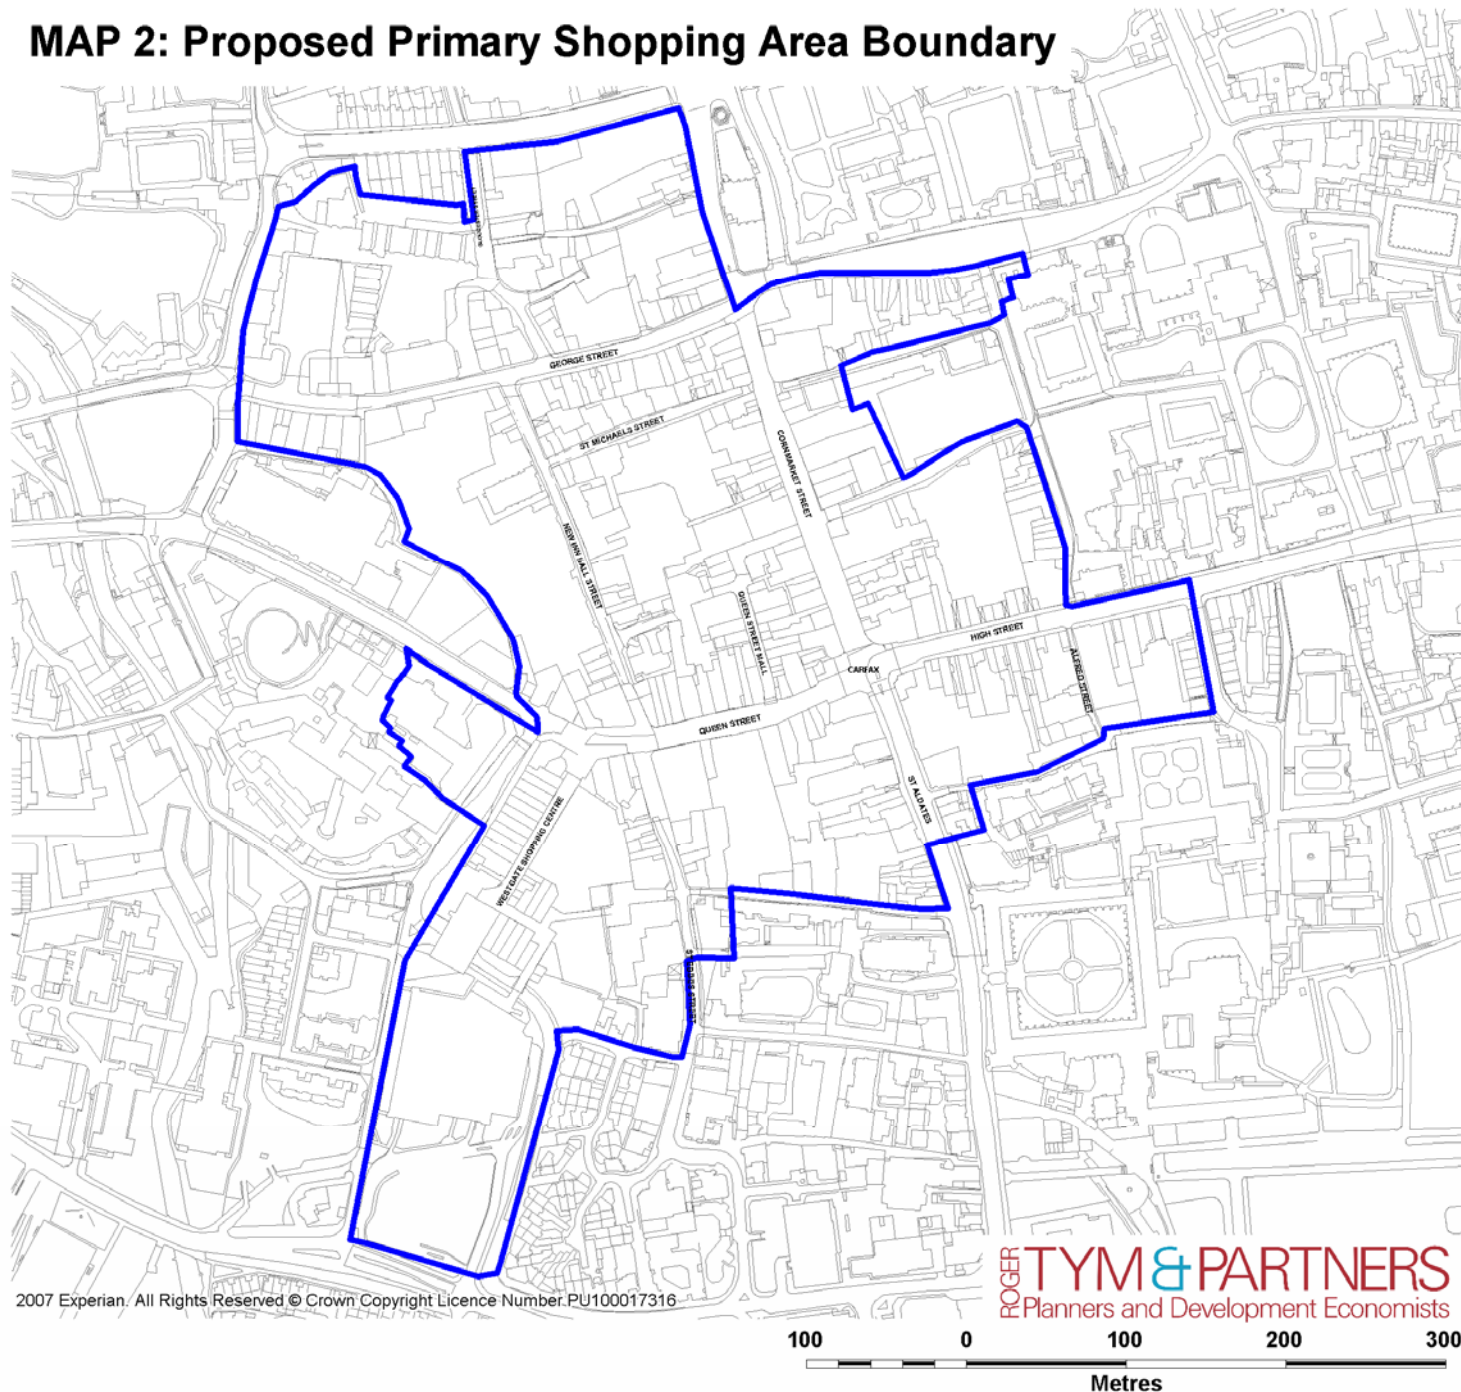 MAP 2: Proposed Primary Shopping Area Boundary
GEORGE STREET
ST MICHAELS STREET
CORNMARKET STREET
NEW INN HALL STREET
QUEEN STREET MALL
HIGH STREET
CARFAX
ALFRED STREET
QUEEN STREET
ST ALDATES
WESTGATE SHOPPING CENTRE
STREET
ROGER
TYM & PARTNERS
Planners and Development Economists
2007 Experian. All Rights Reserved © Crown Copyright Licence Number.PU100017316
100 0 100 200 300
Metres